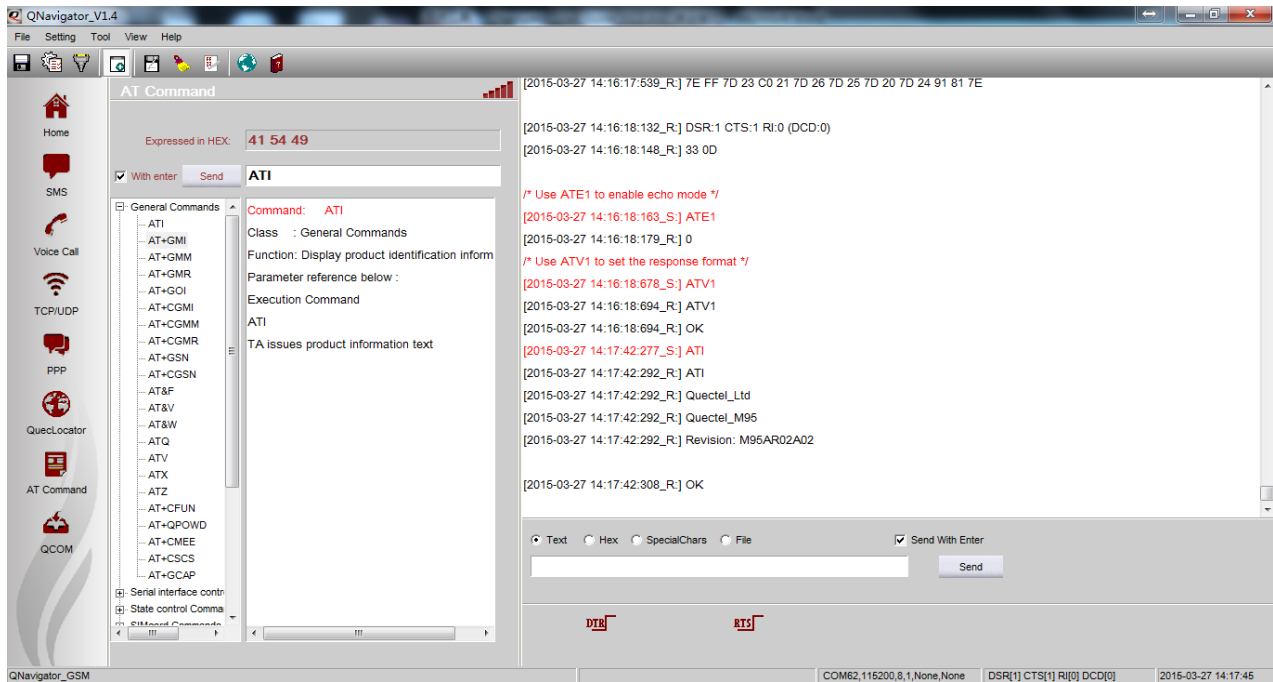 QNavigator_V1.4
File Setting Tool View Help
Home
SMS
Voice Call
TCP/UDP
PPP
QuecLocator
AT Command
QCOM
AT Command
Expressed in HEX: 41 54 49
With enter Send ATI
General Commands
ATI
AT+GMI
AT+GMM
AT+GMR
AT+GOI
AT+CGMI
AT+CGMM
AT+CGMR
AT+GSN
AT+CGSN
AT&F
AT&V
AT&W
ATQ
ATV
ATX
ATZ
AT+CFUN
AT+QPOWD
AT+CMEE
AT+CSCS
AT+GCAP
Serial interface contr
State control Comma
SIMcard Commands
Command: ATI
Class : General Commands
Function: Display product identification inform
Parameter reference below :
Execution Command
ATI
TA issues product information text
[2015-03-27 14:16:17:539_R:] 7E FF 7D 23 C0 21 7D 26 7D 25 7D 20 7D 24 91 81 7E
[2015-03-27 14:16:18:132_R:] DSR:1 CTS:1 RI:0 (DCD:0)
[2015-03-27 14:16:18:148_R:] 33 0D
/* Use ATE1 to enable echo mode */
[2015-03-27 14:16:18:163_S:] ATE1
[2015-03-27 14:16:18:179_R:] 0
/* Use ATV1 to set the response format */
[2015-03-27 14:16:18:678_S:] ATV1
[2015-03-27 14:16:18:694_R:] ATV1
[2015-03-27 14:16:18:694_R:] OK
[2015-03-27 14:17:42:277_S:] ATI
[2015-03-27 14:17:42:292_R:] ATI
[2015-03-27 14:17:42:292_R:] Quectel_Ltd
[2015-03-27 14:17:42:292_R:] Quectel_M95
[2015-03-27 14:17:42:292_R:] Revision: M95AR02A02
[2015-03-27 14:17:42:308_R:] OK
Text Hex SpecialChars File Send With Enter
Send
DTR RTS
QNavigator_GSM COM62,115200,8,1,None,None DSR[1] CTS[1] RI[0] DCD[0] 2015-03-27 14:17:45